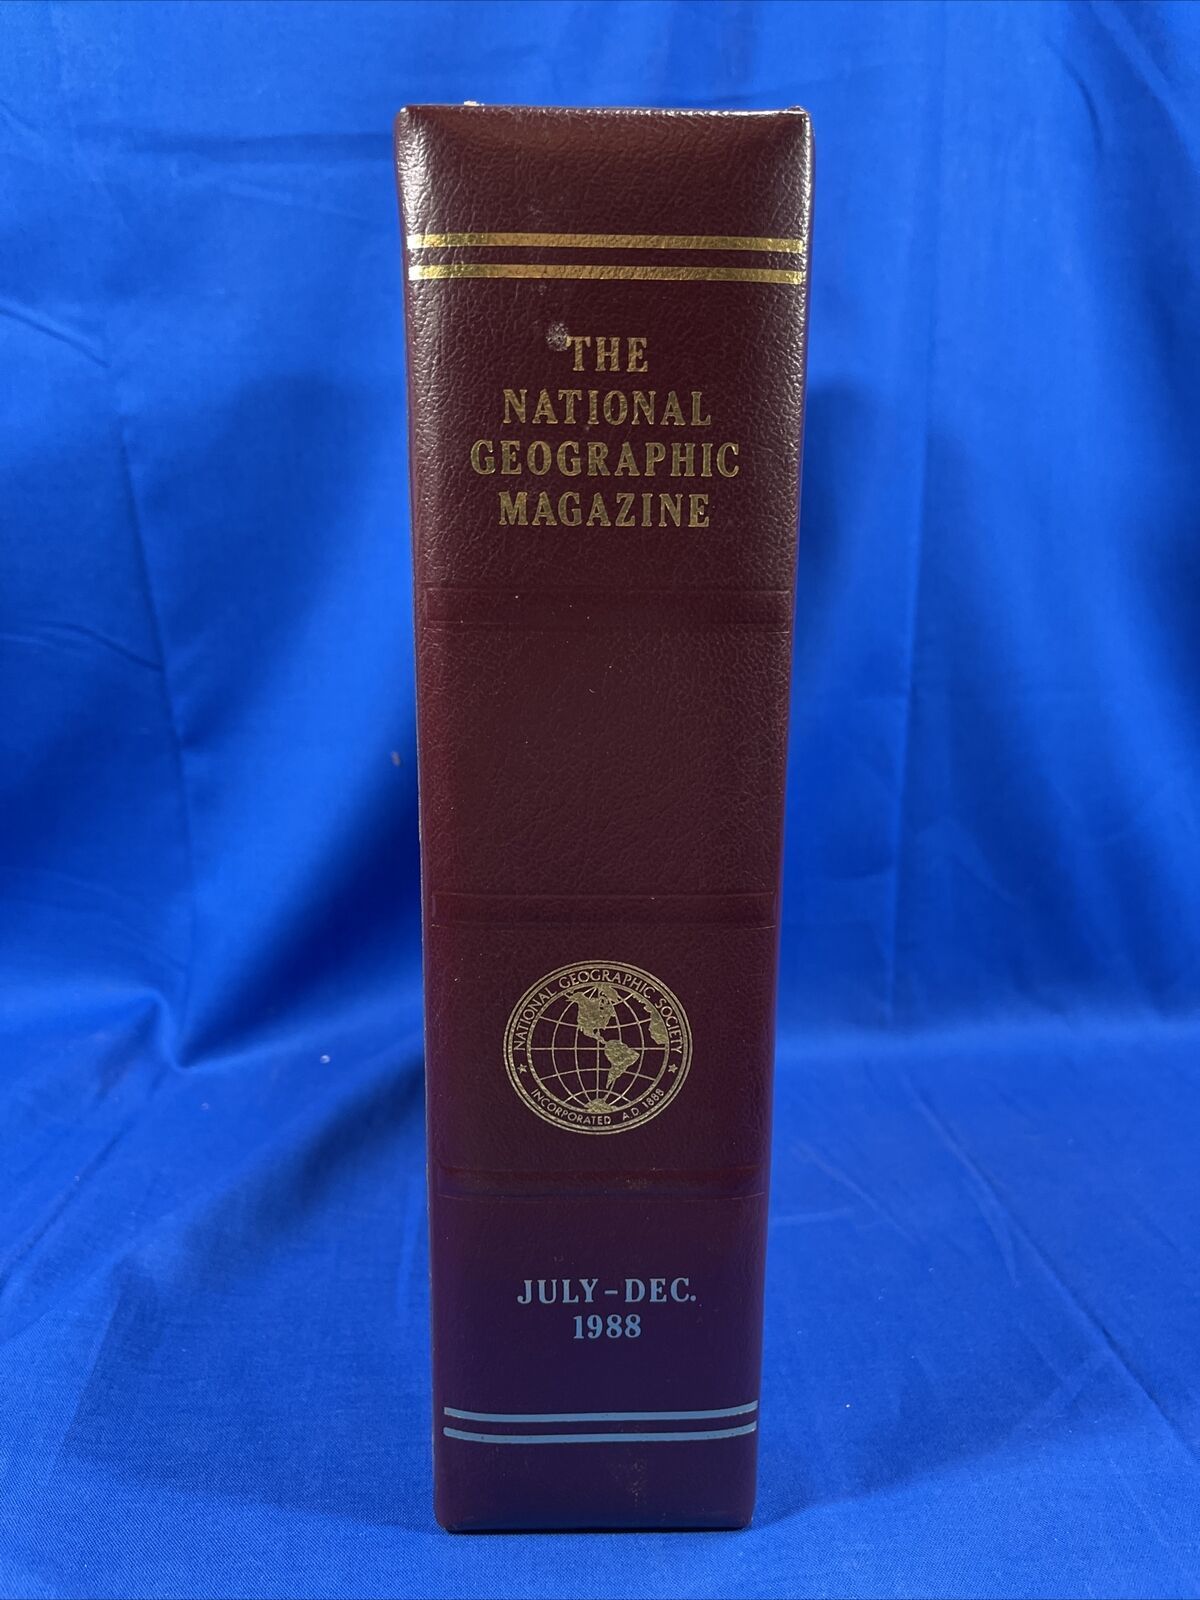 THE
NATIONAL
GEOGRAPHIC
MAGAZINE
NATIONAL GEOGRAPHIC SOCIETY
INCORPORATED A.D. 1888
JULY-DEC.
1988